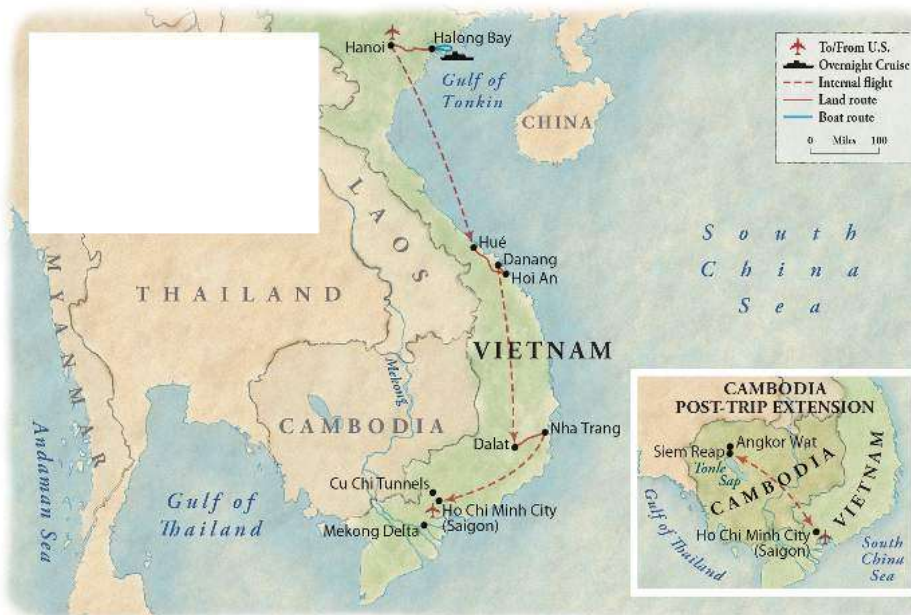 Hanoi
Halong Bay
Gulf of
Tonkin
CHINA
To/From U.S.
Overnight Cruise
Internal flight
Land route
Boat route
0 Miles 100
LAOS
Hué
Danang
Hoi An
South
China
Sea
MYANMAR
THAILAND
VIETNAM
Mekong
CAMBODIA
Andaman Sea
Gulf of
Thailand
Dalat
Nha Trang
Cu Chi Tunnels
Ho Chi Minh City
(Saigon)
Mekong Delta
CAMBODIA
POST-TRIP EXTENSION
Angkor Wat
Siem Reap
Tonle
Sap
CAMBODIA
VIETNAM
Gulf of Thailand
Ho Chi Minh City
(Saigon)
South
China
Sea